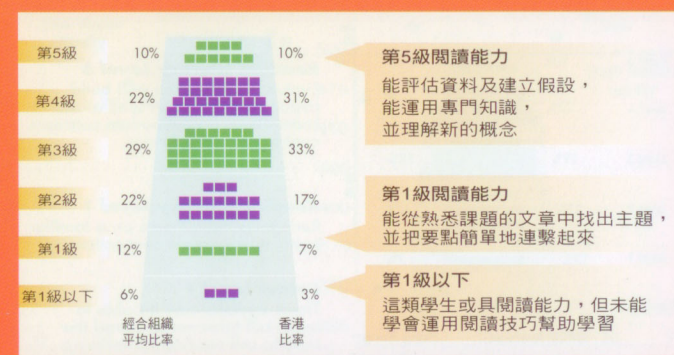 第5級
10%
10%
第4級
22%
31%
第3級
29%
33%
第2級
22%
17%
第1級
12%
7%
第1級以下
6%
3%
經合組織
平均比率
香港
比率
第5級閱讀能力
能評估資料及建立假設，
能運用專門知識，
並理解新的概念
第1級閱讀能力
能從熟悉課題的文章中找出主題，
並把要點簡單地連繫起來
第1級以下
這類學生或具閱讀能力，但未能
學會運用閱讀技巧幫助學習